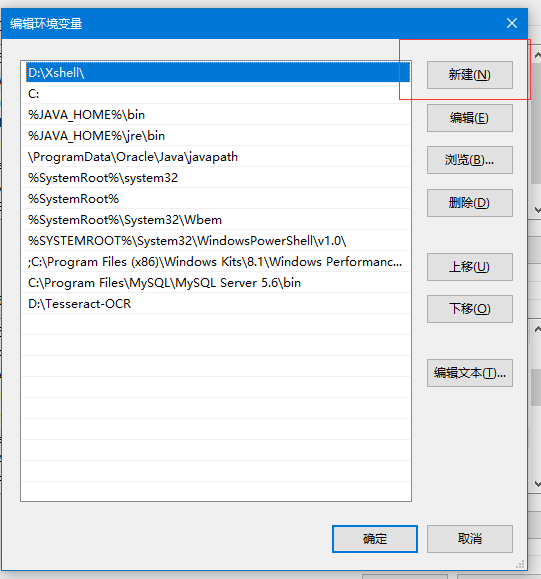 编辑环境变量
D:\Xshell\
C:
%JAVA_HOME%\bin
%JAVA_HOME%\jre\bin
\ProgramData\Oracle\Java\javapath
%SystemRoot%\system32
%SystemRoot%
%SystemRoot%\System32\Wbem
%SYSTEMROOT%\System32\WindowsPowerShell\v1.0\
;C:\Program Files (x86)\Windows Kits\8.1\Windows Performanc...
C:\Program Files\MySQL\MySQL Server 5.6\bin
D:\Tesseract-OCR
新建(N)
编辑(E)
浏览(B)...
删除(D)
上移(U)
下移(O)
编辑文本(T)...
确定
取消